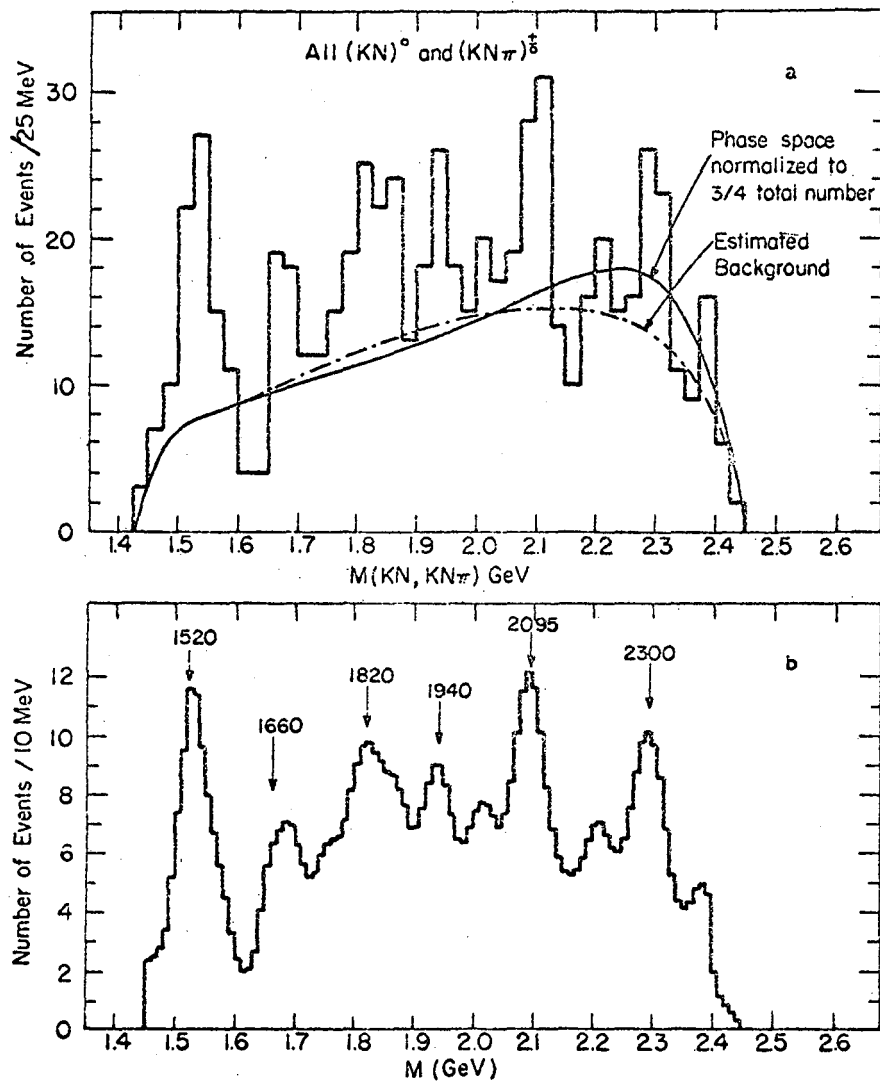 All (KN)° and (KNπ)⁺₀
a
Number of Events / 25 MeV
30
20
10
0
Phase space
normalized to
3/4 total number
Estimated
Background
1.4 1.5 1.6 1.7 1.8 1.9 2.0 2.1 2.2 2.3 2.4 2.5 2.6
M(KN, KNπ) GeV
b
Number of Events / 10 MeV
12
10
8
6
4
2
0
1520
1660
1820
1940
2095
2300
1.4 1.5 1.6 1.7 1.8 1.9 2.0 2.1 2.2 2.3 2.4 2.5 2.6
M (GeV)